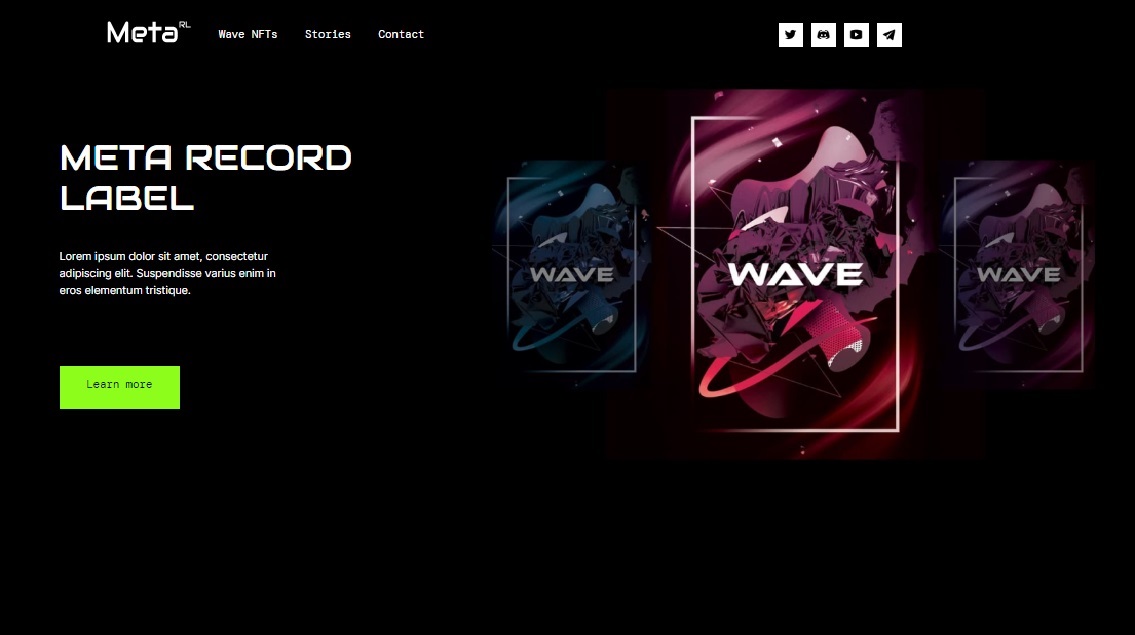 Meta RL
Wave NFTs
Stories
Contact
META RECORD
LABEL
Lorem ipsum dolor sit amet, consectetur
adipiscing elit. Suspendisse varius enim in
eros elementum tristique.
Learn more
WAVE
WAVE
WAVE